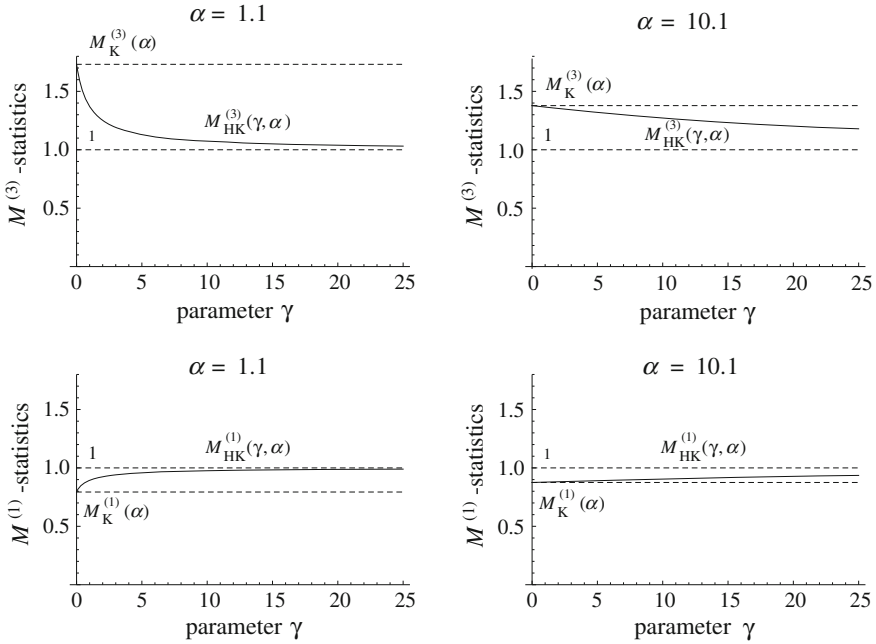 α = 1.1
M_K^(3)(α)
1
M_HK^(3)(γ,α)
M^(3)-statistics
1.5
1.0
0.5
0 5 10 15 20 25
parameter γ
α = 10.1
M_K^(3)(α)
1
M_HK^(3)(γ,α)
M^(3)-statistics
1.5
1.0
0.5
0 5 10 15 20 25
parameter γ
α = 1.1
1
M_HK^(1)(γ,α)
M_K^(1)(α)
M^(1)-statistics
1.5
1.0
0.5
0 5 10 15 20 25
parameter γ
α = 10.1
1
M_HK^(1)(γ,α)
M_K^(1)(α)
M^(1)-statistics
1.5
1.0
0.5
0 5 10 15 20 25
parameter γ